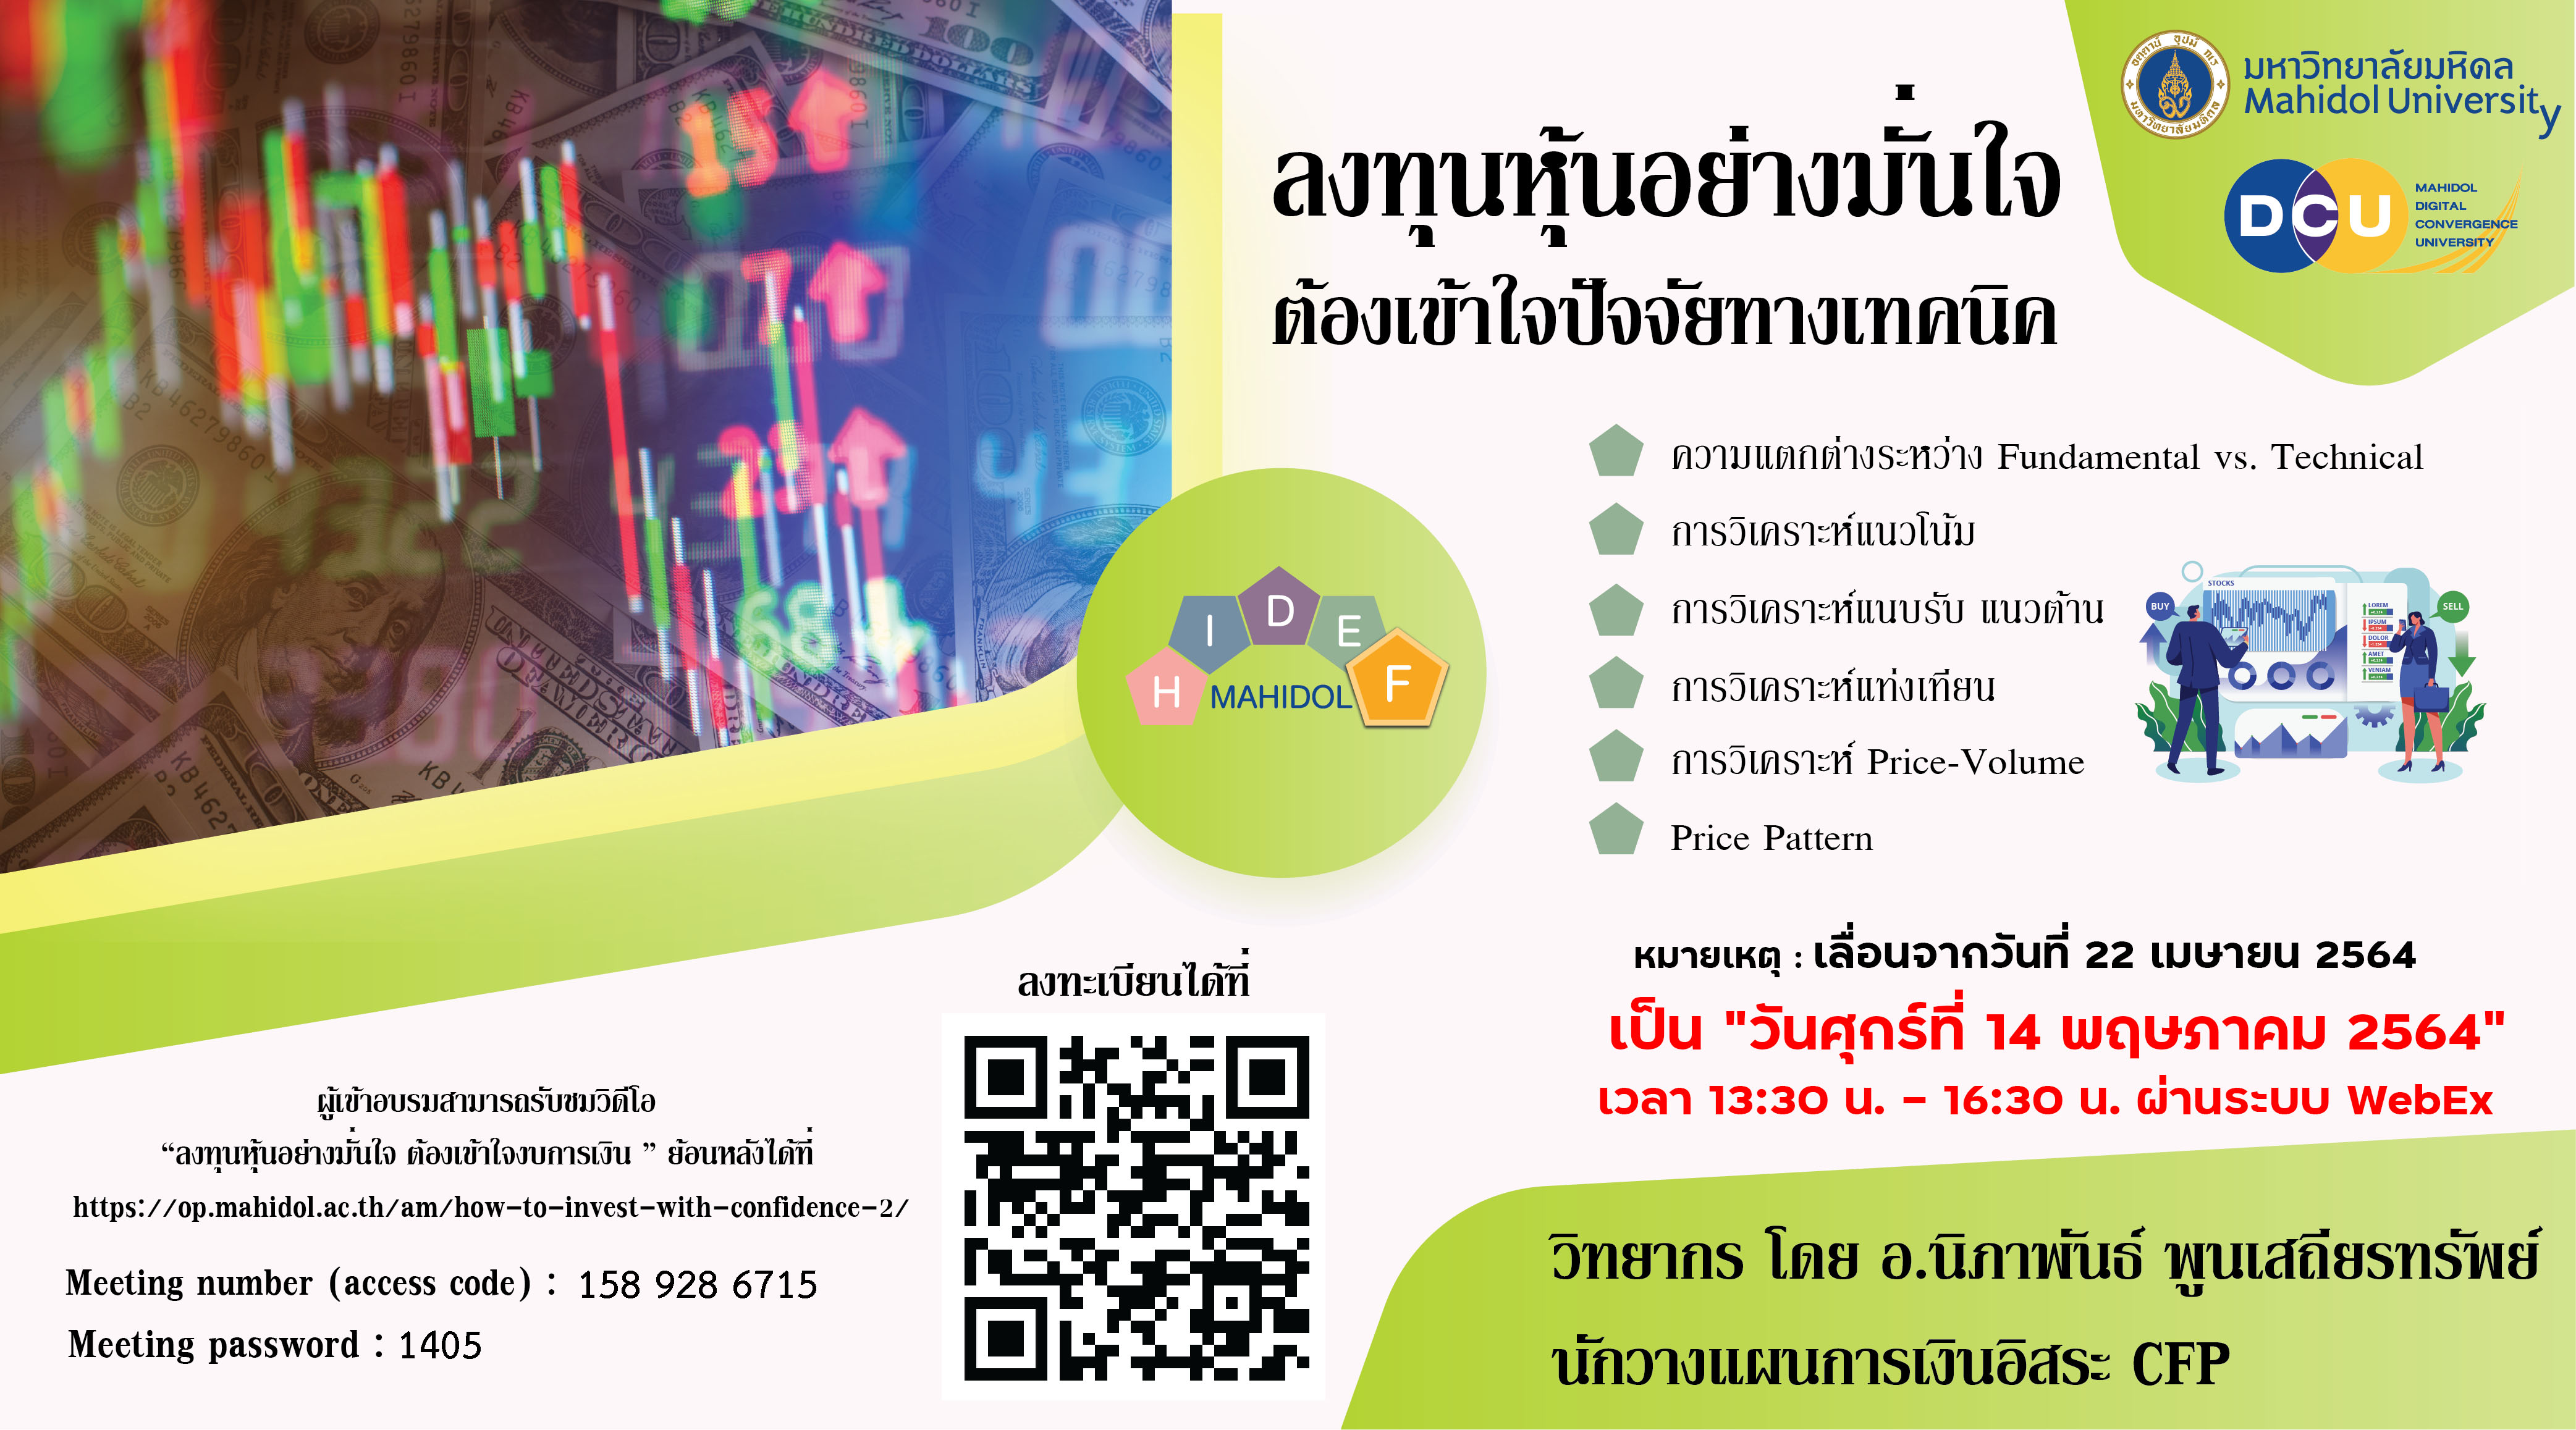 ลงทุนหุ้นอย่างมั่นใจ
ต้องเข้าใจปัจจัยทางเทคนิค
มหาวิทยาลัยมหิดล
Mahidol University
DCU
MAHIDOL
DIGITAL
CONVERGENCE
UNIVERSITY
ความแตกต่างระหว่าง Fundamental vs. Technical
การวิเคราะห์แนวโน้ม
การวิเคราะห์แนบรับ แนวต้าน
การวิเคราะห์แท่งเทียน
การวิเคราะห์ Price-Volume
Price Pattern
H I D E F
MAHIDOL
STOCKS
BUY
SELL
LOREM
IPSUM
DOLOR
AMET
VENIAM
หมายเหตุ : เลื่อนจากวันที่ 22 เมษายน 2564
เป็น "วันศุกร์ที่ 14 พฤษภาคม 2564"
เวลา 13:30 น. – 16:30 น. ผ่านระบบ WebEx
ลงทะเบียนได้ที่
ผู้เข้าอบรมสามารถรับชมวิดีโอ
“ลงทุนหุ้นอย่างมั่นใจ ต้องเข้าใจงบการเงิน ” ย้อนหลังได้ที่
https://op.mahidol.ac.th/am/how-to-invest-with-confidence-2/
Meeting number (access code) : 158 928 6715
Meeting password : 1405
วิทยากร โดย อ.นิภาพันธ์ พูนเสถียรทรัพย์
นักวางแผนการเงินอิสระ CFP